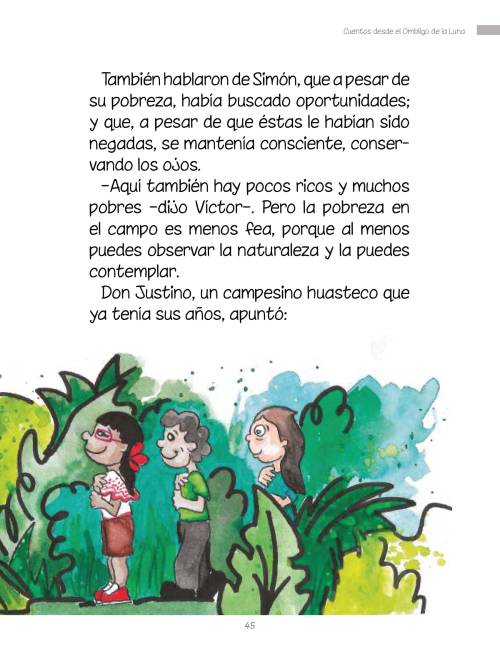 Cuentos desde el Ombligo de la Luna
También hablaron de Simón, que a pesar de
su pobreza, había buscado oportunidades;
y que, a pesar de que éstas le habían sido
negadas, se mantenía consciente, conser-
vando los ojos.
–Aquí también hay pocos ricos y muchos
pobres –dijo Víctor–. Pero la pobreza en
el campo es menos fea, porque al menos
puedes observar la naturaleza y la puedes
contemplar.
Don Justino, un campesino huasteco que
ya tenía sus años, apuntó:
45